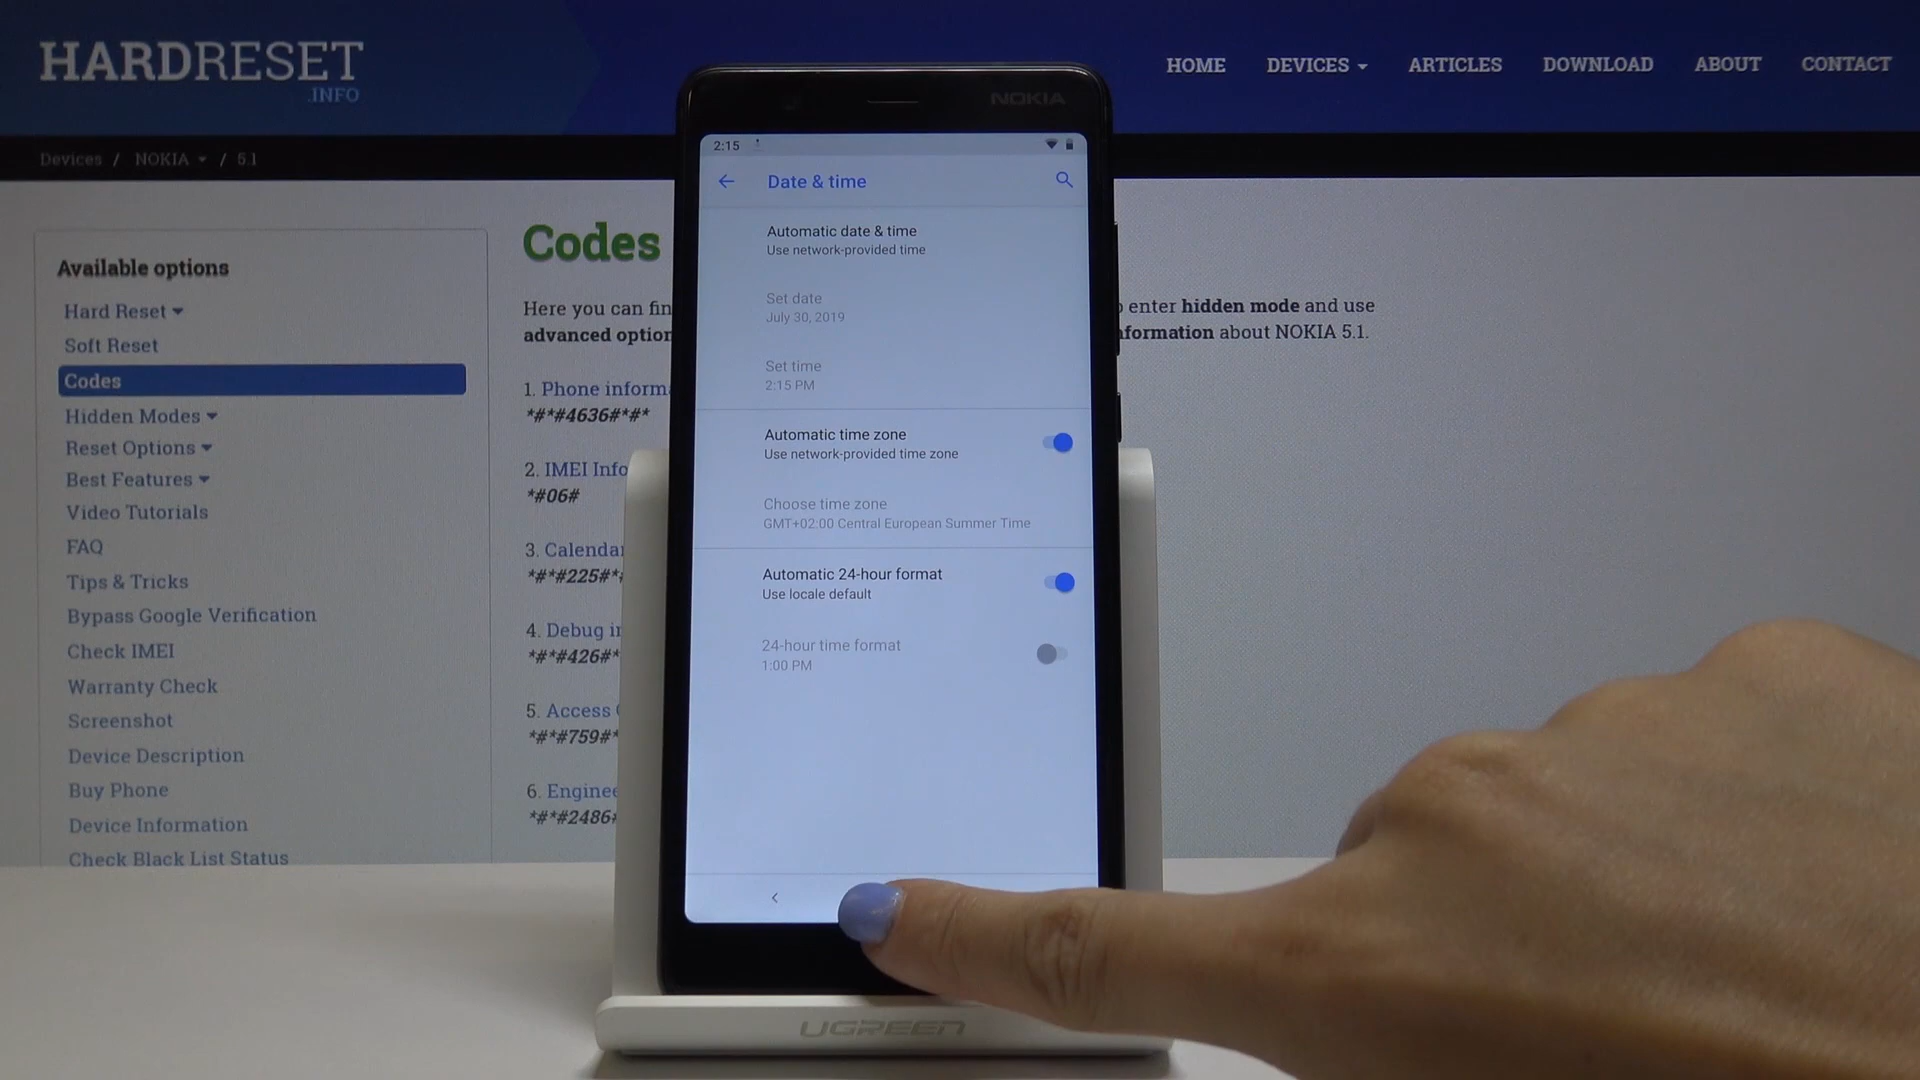 HARDRESET
.INFO
HOME DEVICES ARTICLES DOWNLOAD ABOUT CONTACT
Devices / NOKIA / 5.1
Available options
Hard Reset
Soft Reset
Codes
Hidden Modes
Reset Options
Best Features
Video Tutorials
FAQ
Tips & Tricks
Bypass Google Verification
Check IMEI
Warranty Check
Screenshot
Device Description
Buy Phone
Device Information
Check Black List Status
Codes
Here you can fin
enter hidden mode and use
advanced option
formation about NOKIA 5.1.
1. Phone informa
*#*#4636#*#*
2. IMEI Info
*#06#
3. Calendar
*#*#225#*
4. Debug in
*#*#426#*
5. Access
*#*#759#*
6. Enginee
*#*#2486#
NOKIA
2:15
Date & time
Automatic date & time
Use network-provided time
Set date
July 30, 2019
Set time
2:15 PM
Automatic time zone
Use network-provided time zone
Choose time zone
GMT+02:00 Central European Summer Time
Automatic 24-hour format
Use locale default
24-hour time format
1:00 PM
UGREEN